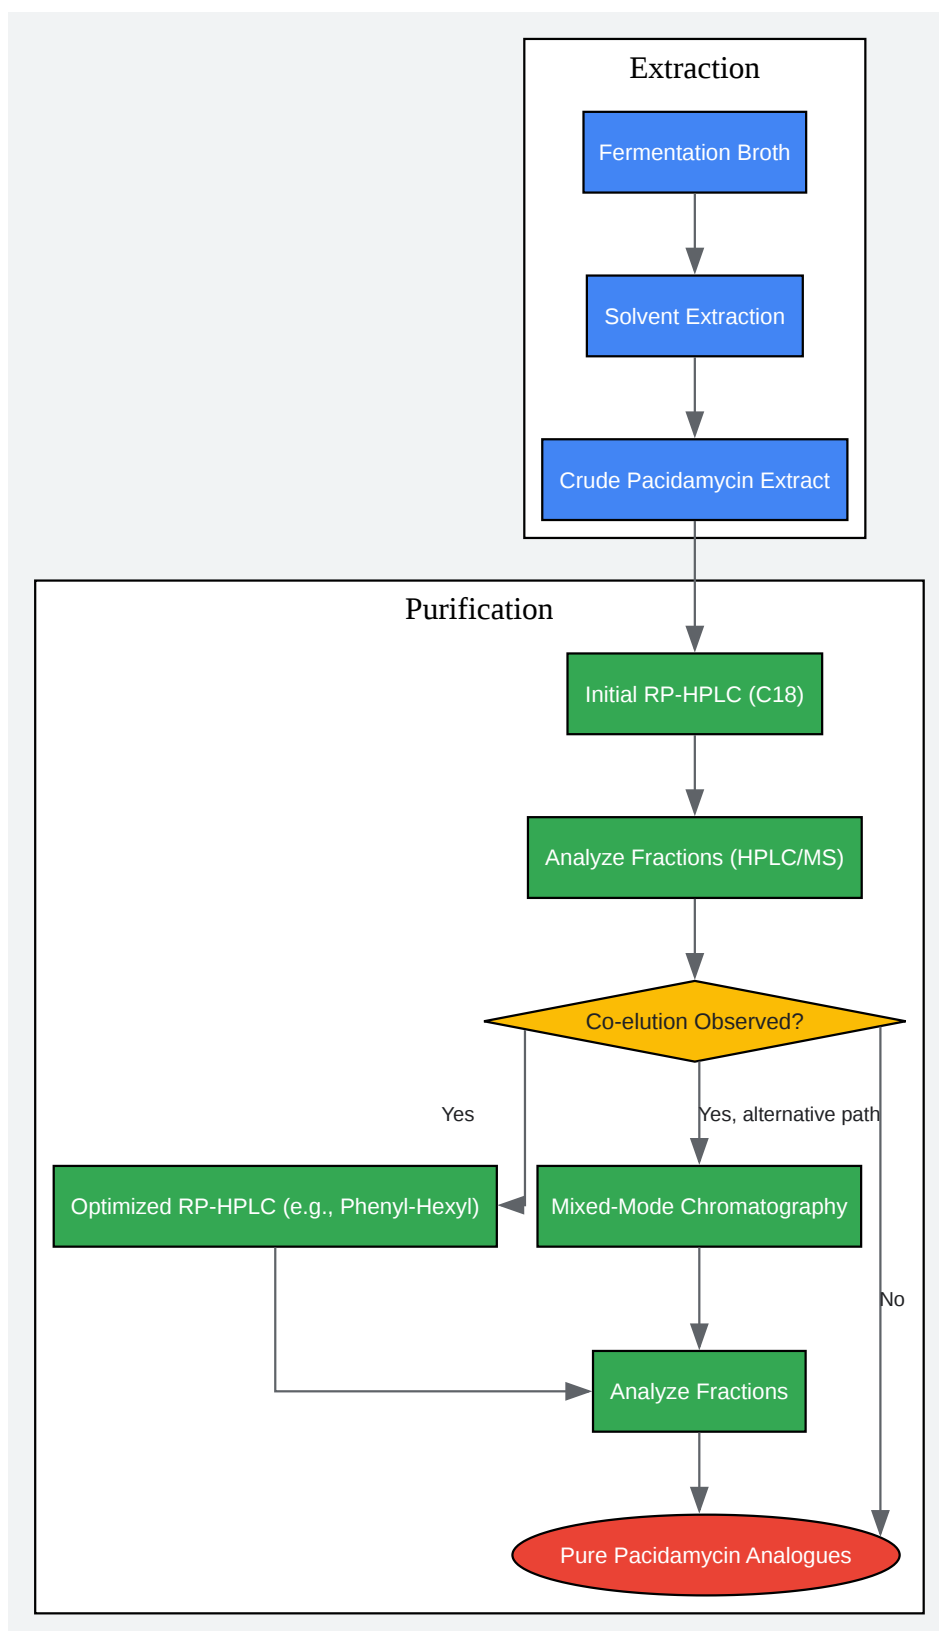 Extraction
Fermentation Broth
Solvent Extraction
Crude Pacidamycin Extract
Purification
Initial RP-HPLC (C18)
Analyze Fractions (HPLC/MS)
Co-elution Observed?
Yes
Yes, alternative path
Optimized RP-HPLC (e.g., Phenyl-Hexyl)
Mixed-Mode Chromatography
No
Analyze Fractions
Pure Pacidamycin Analogues